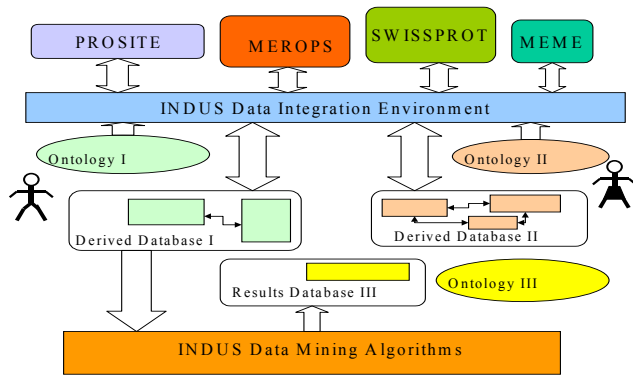 PROSITE
MEROPS
SWISSPROT
MEME
INDUS Data Integration Environment
Ontology I
Ontology II
Derived Database I
Derived Database II
Results Database III
Ontology III
INDUS Data Mining Algorithms